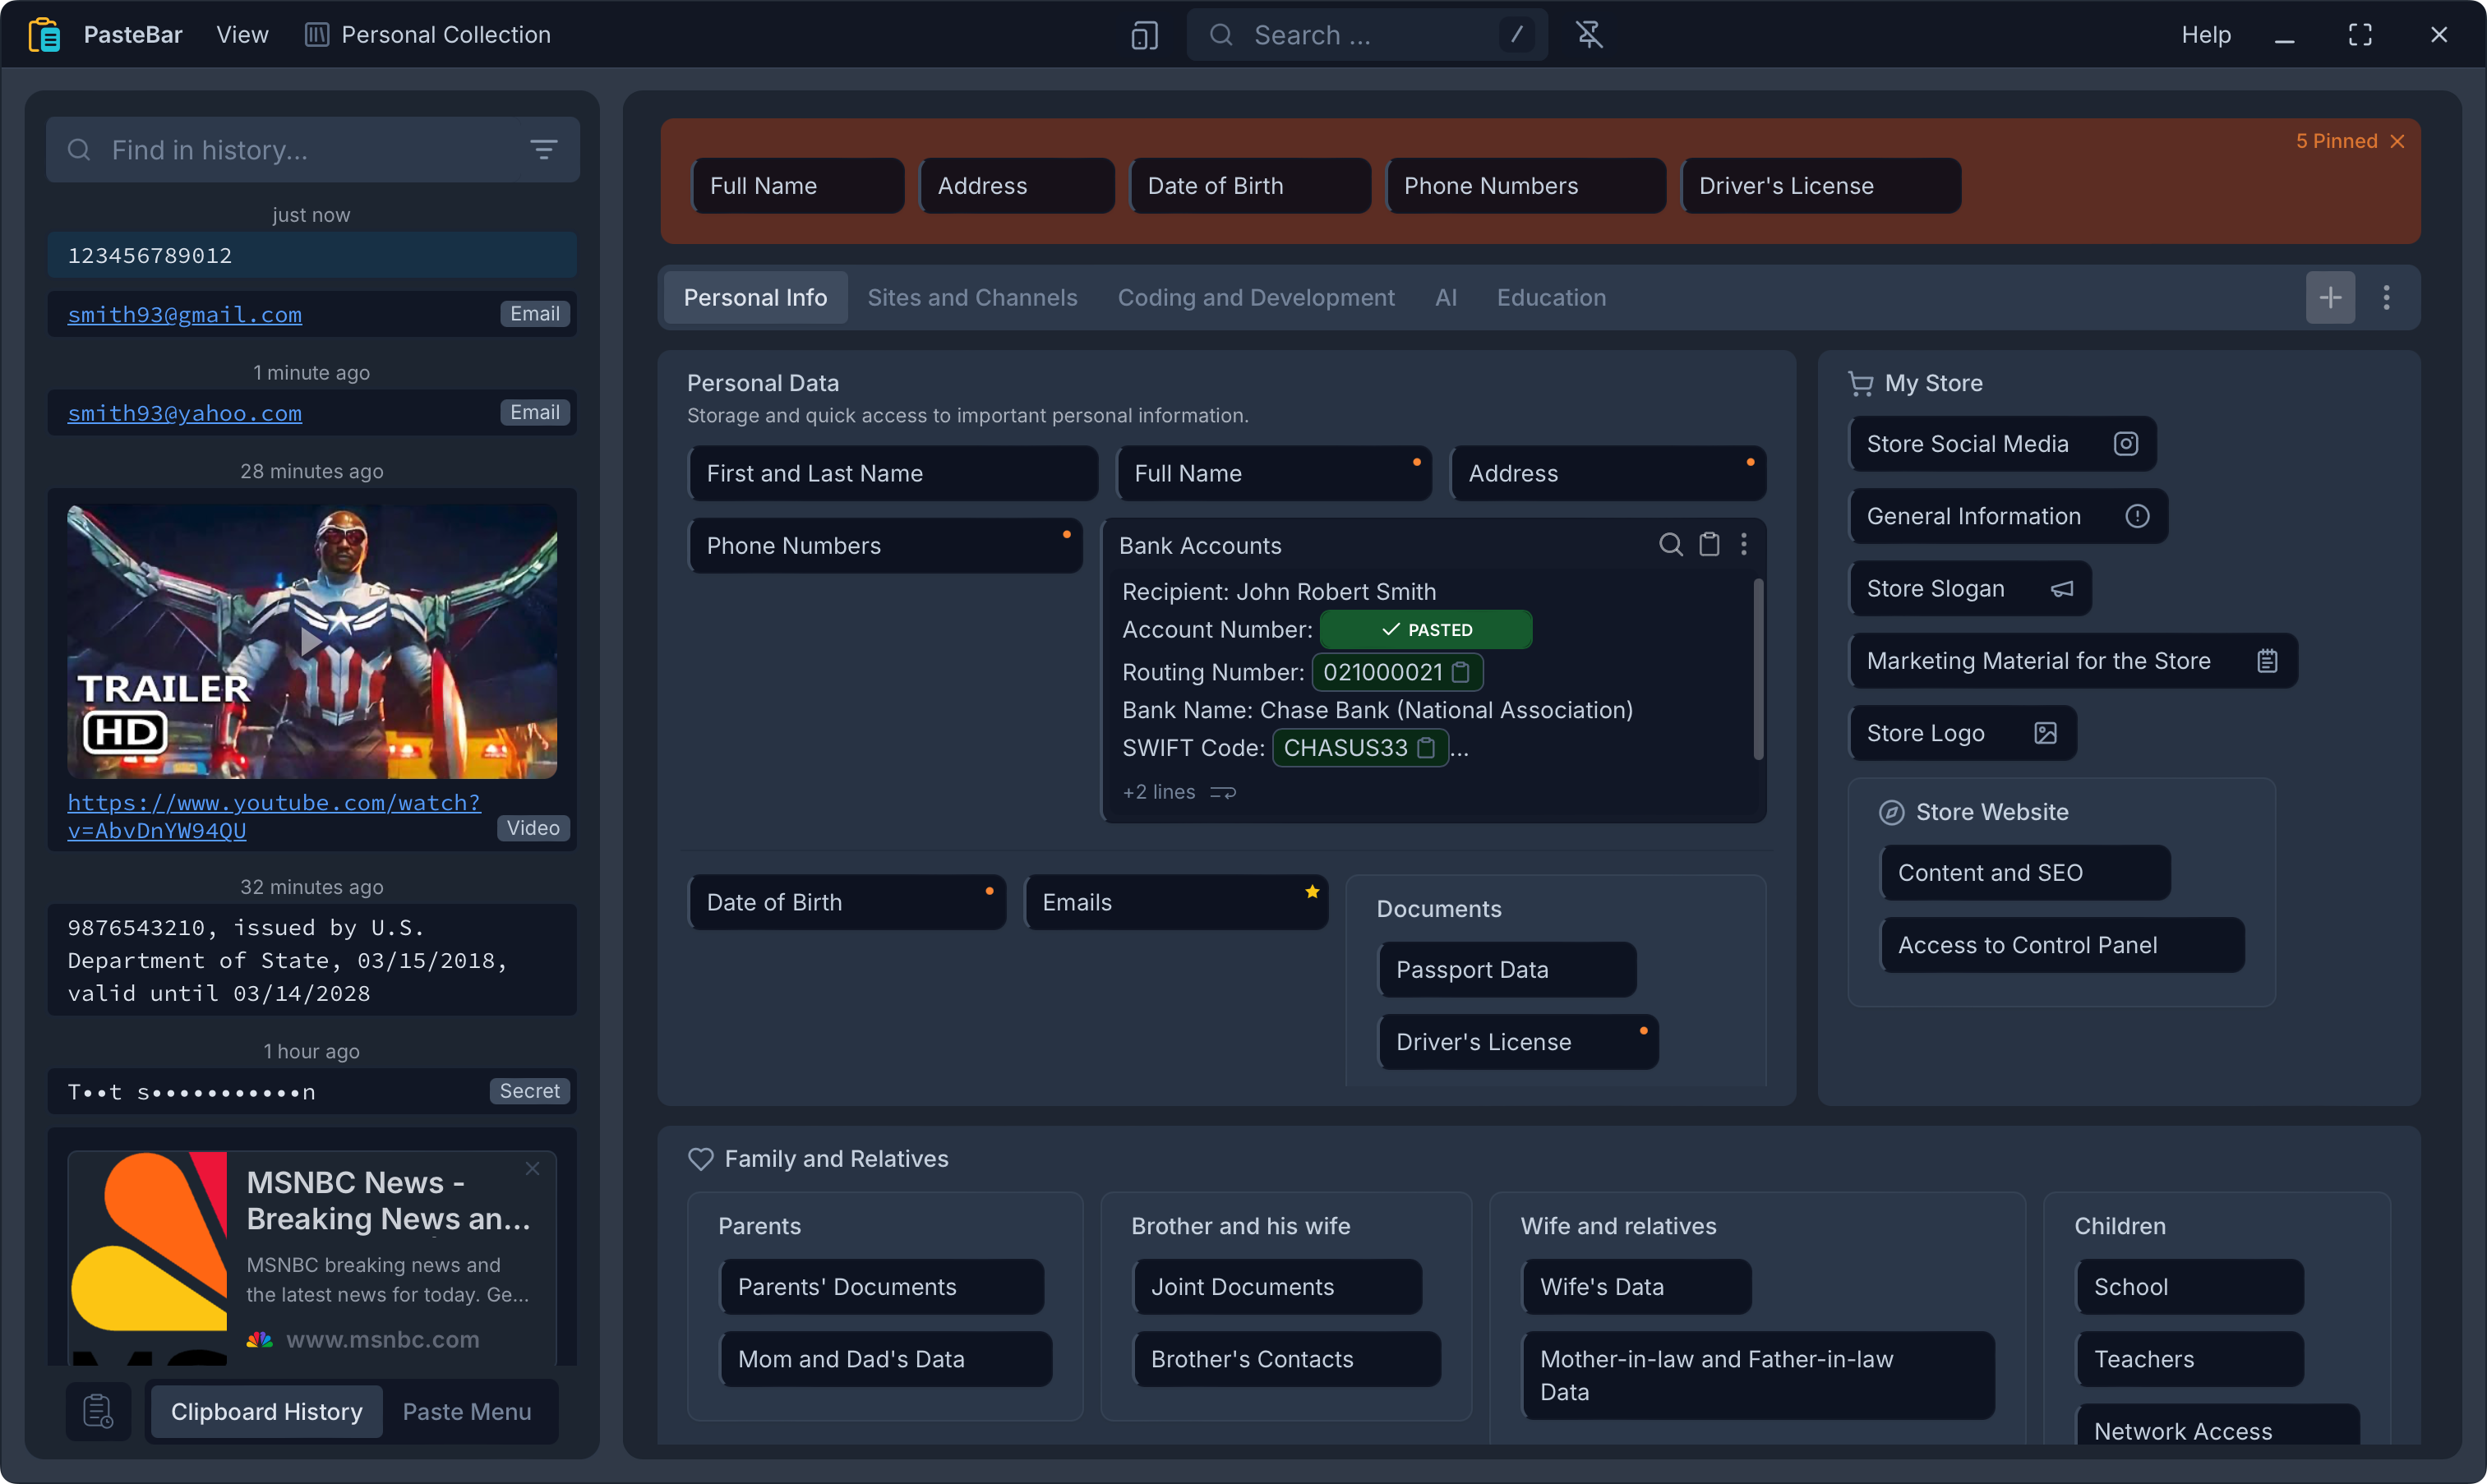 PasteBar
View
Personal Collection
Search ...
/
Help
Find in history...
just now
123456789012
smith93@gmail.com
Email
1 minute ago
smith93@yahoo.com
Email
28 minutes ago
TRAILER
HD
https://www.youtube.com/watch?
v=AbvDnYW94QU
Video
32 minutes ago
9876543210, issued by U.S.
Department of State, 03/15/2018,
valid until 03/14/2028
1 hour ago
T••t s•••••••••••n
Secret
MSNBC News -
Breaking News an...
MSNBC breaking news and
the latest news for today. Ge...
www.msnbc.com
Clipboard History
Paste Menu
5 Pinned
Full Name
Address
Date of Birth
Phone Numbers
Driver's License
Personal Info
Sites and Channels
Coding and Development
AI
Education
Personal Data
Storage and quick access to important personal information.
First and Last Name
Full Name
Address
Phone Numbers
Bank Accounts
Recipient: John Robert Smith
Account Number: PASTED
Routing Number: 021000021
Bank Name: Chase Bank (National Association)
SWIFT Code: CHASUS33...
+2 lines
Date of Birth
Emails
Documents
Passport Data
Driver's License
My Store
Store Social Media
General Information
Store Slogan
Marketing Material for the Store
Store Logo
Store Website
Content and SEO
Access to Control Panel
Family and Relatives
Parents
Parents' Documents
Mom and Dad's Data
Brother and his wife
Joint Documents
Brother's Contacts
Wife and relatives
Wife's Data
Mother-in-law and Father-in-law
Data
Children
School
Teachers
Network Access